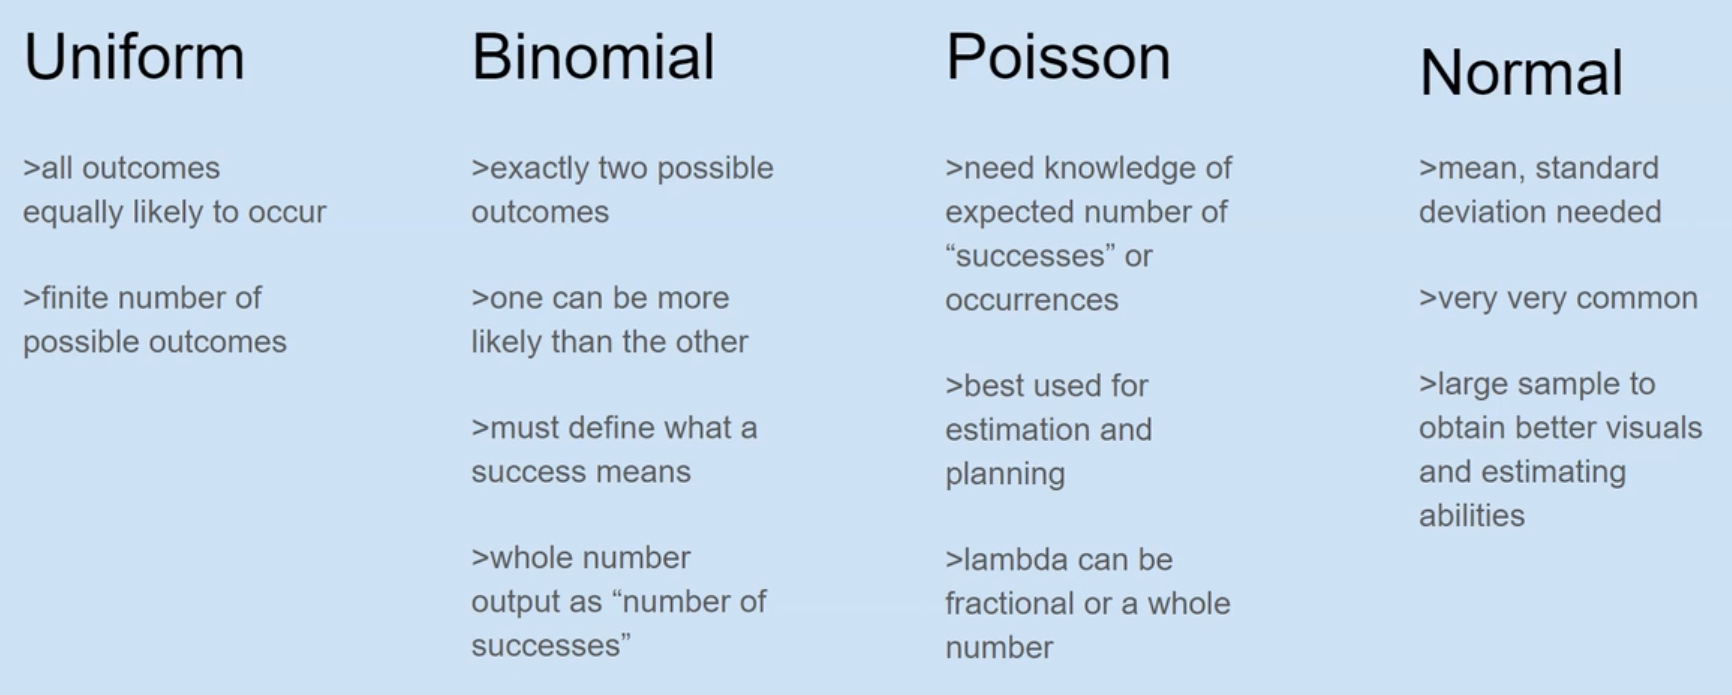 Uniform
>all outcomes
equally likely to occur
>finite number of
possible outcomes
Binomial
>exactly two possible
outcomes
>one can be more
likely than the other
>must define what a
success means
>whole number
output as “number of
successes”
Poisson
>need knowledge of
expected number of
“successes” or
occurrences
>best used for
estimation and
planning
>lambda can be
fractional or a whole
number
Normal
>mean, standard
deviation needed
>very very common
>large sample to
obtain better visuals
and estimating
abilities